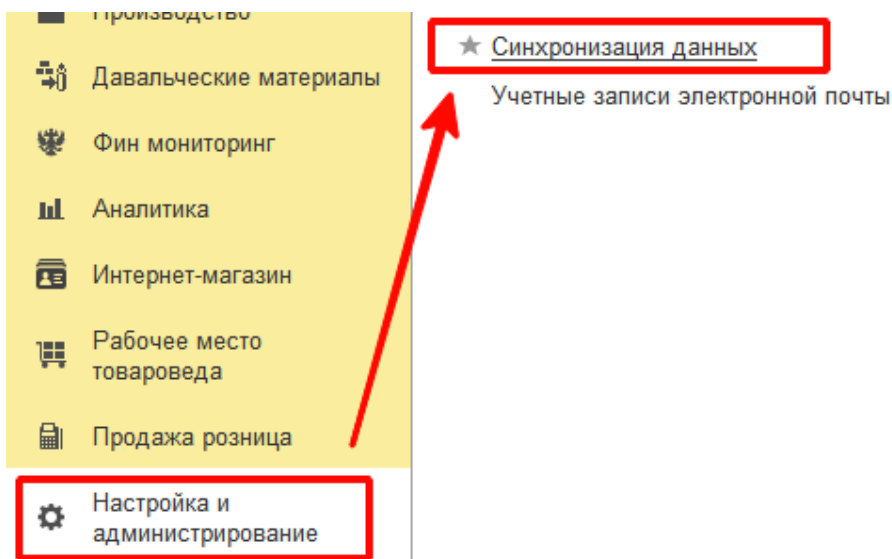 Производство
Давальческие материалы
Фин мониторинг
Аналитика
Интернет-магазин
Рабочее место
товароведа
Продажа розница
Настройка и
администрирование
Синхронизация данных
Учетные записи электронной почты